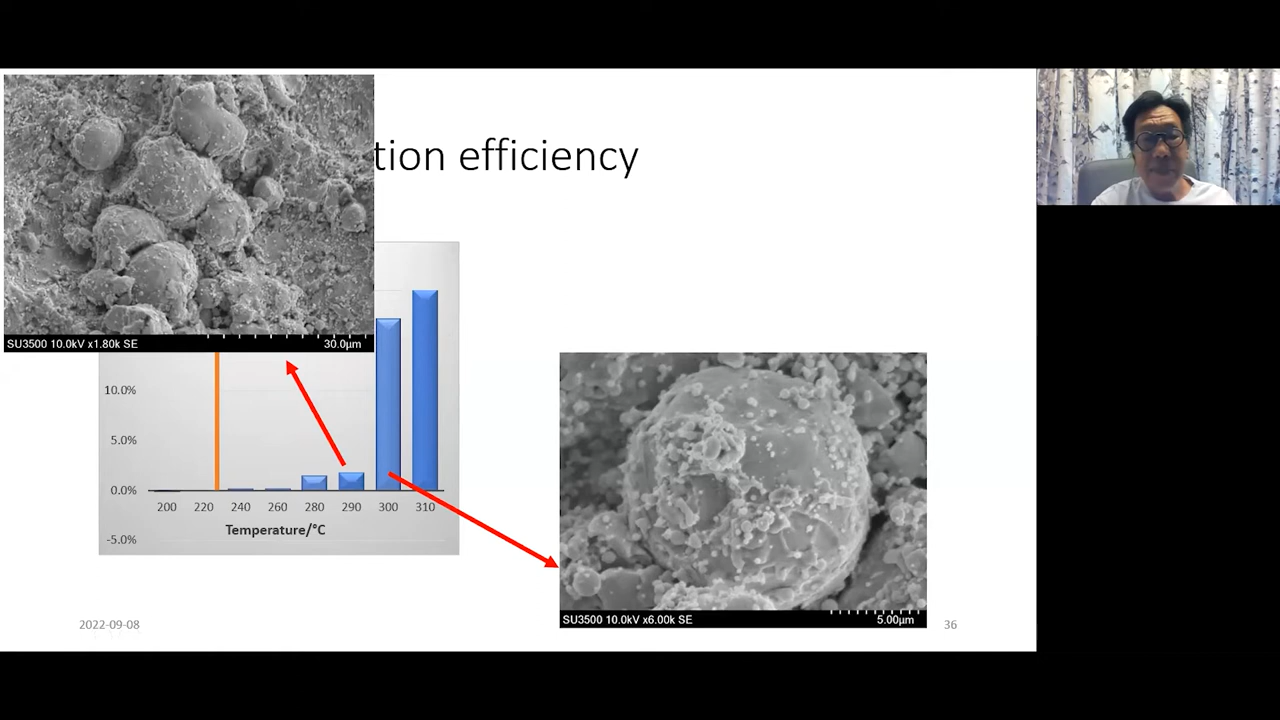 tion efficiency
SU3500 10.0kV x1.80k SE 30.0µm
10.0%
5.0%
0.0%
-5.0%
200 220 240 260 280 290 300 310
Temperature/°C
SU3500 10.0kV x6.00k SE 5.00µm
2022-09-08
36